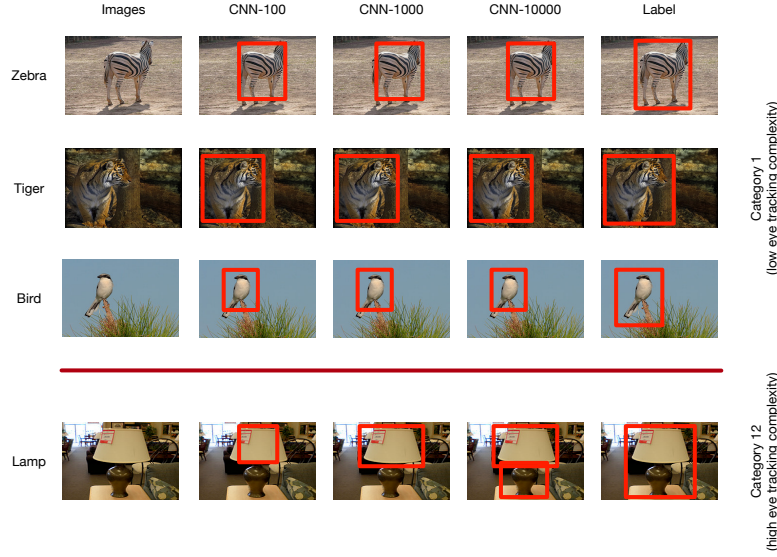 Images CNN-100 CNN-1000 CNN-10000 Label
Zebra
Tiger
Bird
Category 1
(low eye tracking complexity)
Lamp
Category 12
(high eye tracking complexity)